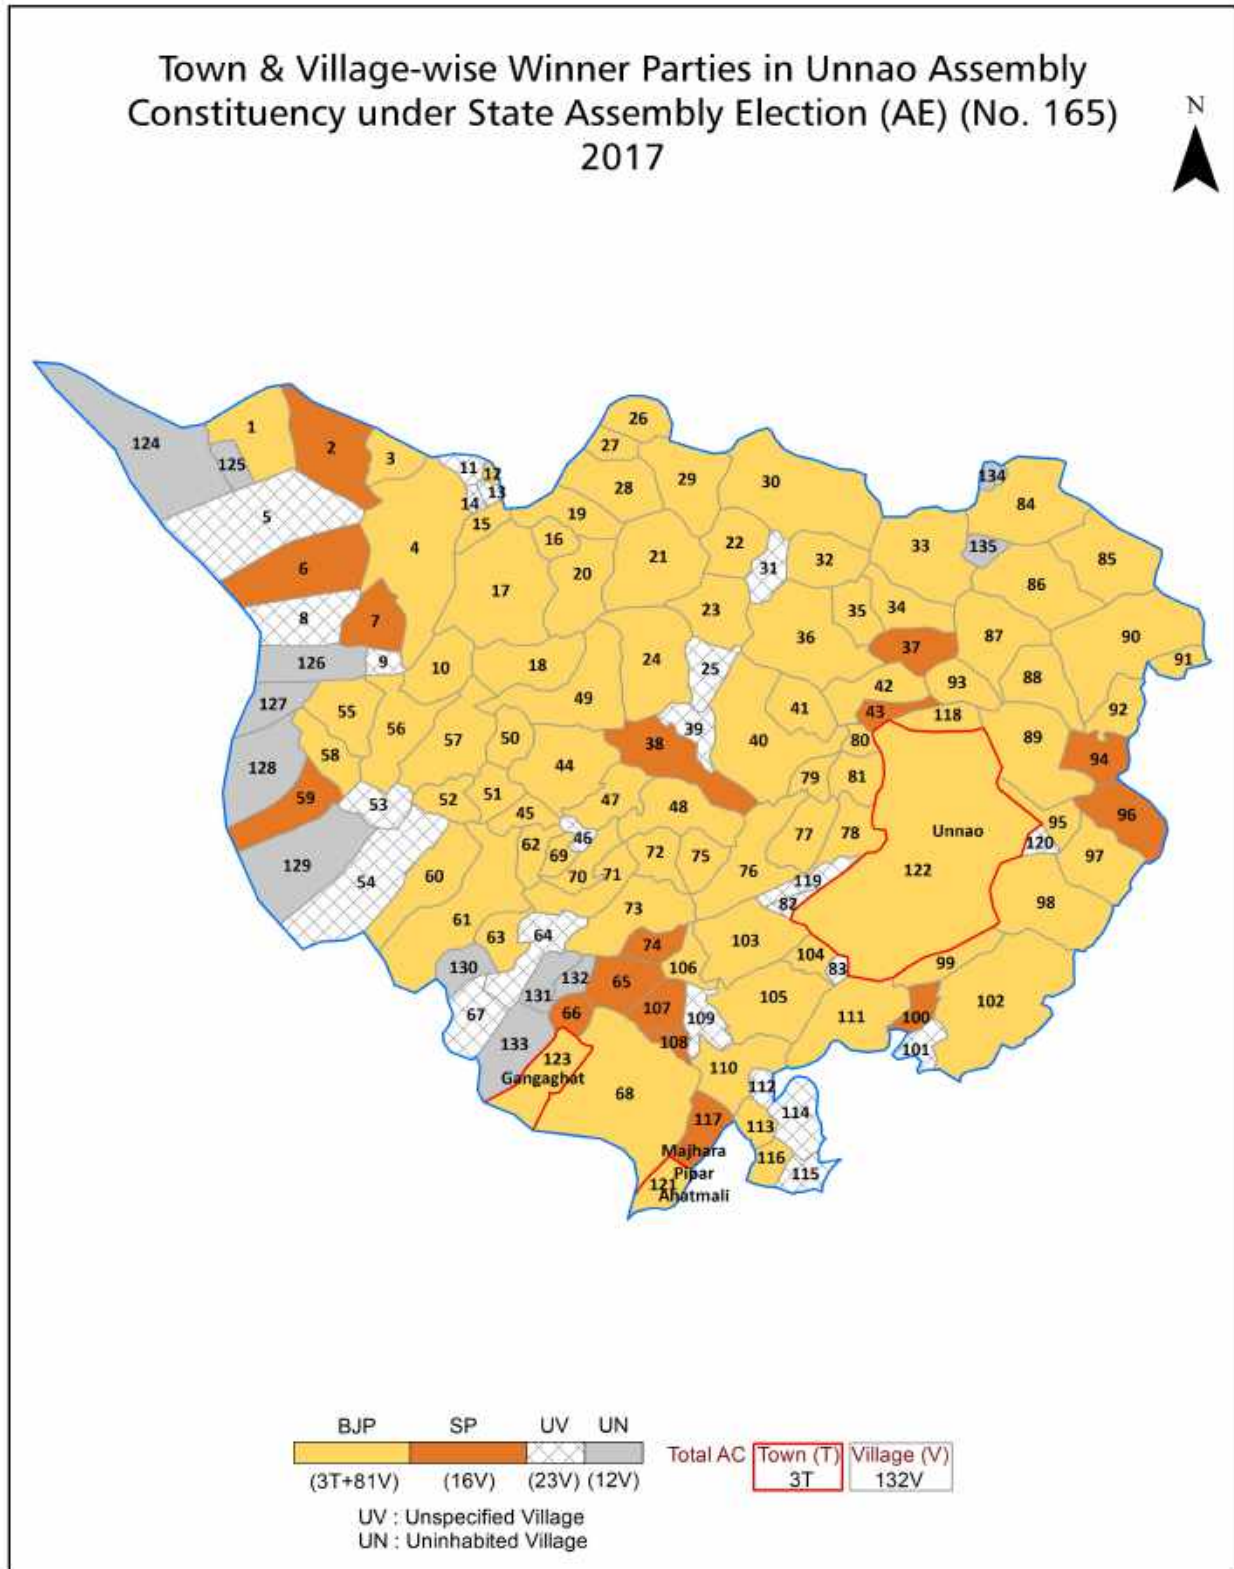 Town & Village-wise Winner Parties in Unnao Assembly
Constituency under State Assembly Election (AE) (No. 165)
2017
N
26
124 1 2 3 27
125 11 12 29 30 134
13 28 84
5 14 19
15 16 22 33 135 85
4 21 32
6 20 31 86
17
8 7 23 35 34 90
36 87
126 9 10 18 24 25 37 91
49 42 93 88
127 55 56 41 43 118 92
58 57 50 38 39 40 80 89
128 44 94
59 53 52 51 47 48 79 81
45 95 96
129 62 46 77 78 Unnao 120
69 72 75 97
54 60 70 71 76 122
119
61 63 73 82 98
64 74 103
130 132 106 104 83 99
131 65 105 102
67 66 107 109 111 100
133 108 101
123 110
Gangaghat 68 112
117 113 114
Majhara 116
Pipar 115
121
Ahatmali
BJP SP UV UN
Total AC Town (T) Village (V)
(3T+81V) (16V) (23V) (12V) 3T 132V
UV : Unspecified Village
UN : Uninhabited Village